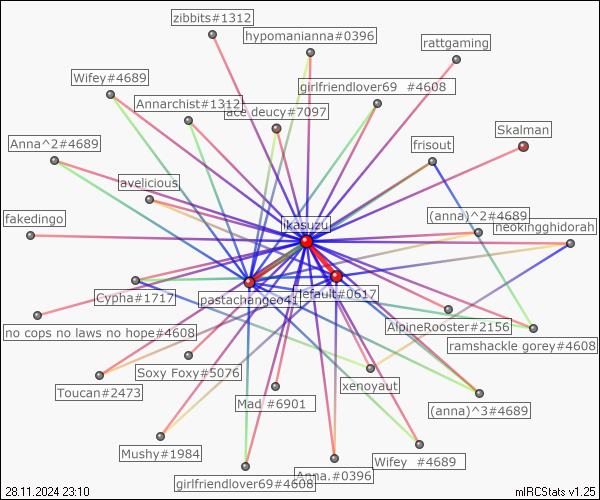 zibbits#1312
hypomanianna#0396
rattgaming
Wifey#4689
girlfriendlover69 #4608
Annarchist#1312
ace deucy#7097
Skalman
frisout
Anna^2#4689
avelicious
(anna)^2#4689
fakedingo
ikasuzu
neokingghidorah
Cypha#1717
pastachangeo41
default#0617
AlpineRooster#2156
no cops no laws no hope#4608
ramshackle gorey#4608
Soxy Foxy#5076
xenoyaut
Toucan#2473
Mad #6901
(anna)^3#4689
Mushy#1984
Wifey #4689
Anna.#0396
girlfriendlover69#4608
28.11.2024 23:10
mIRCStats v1.25